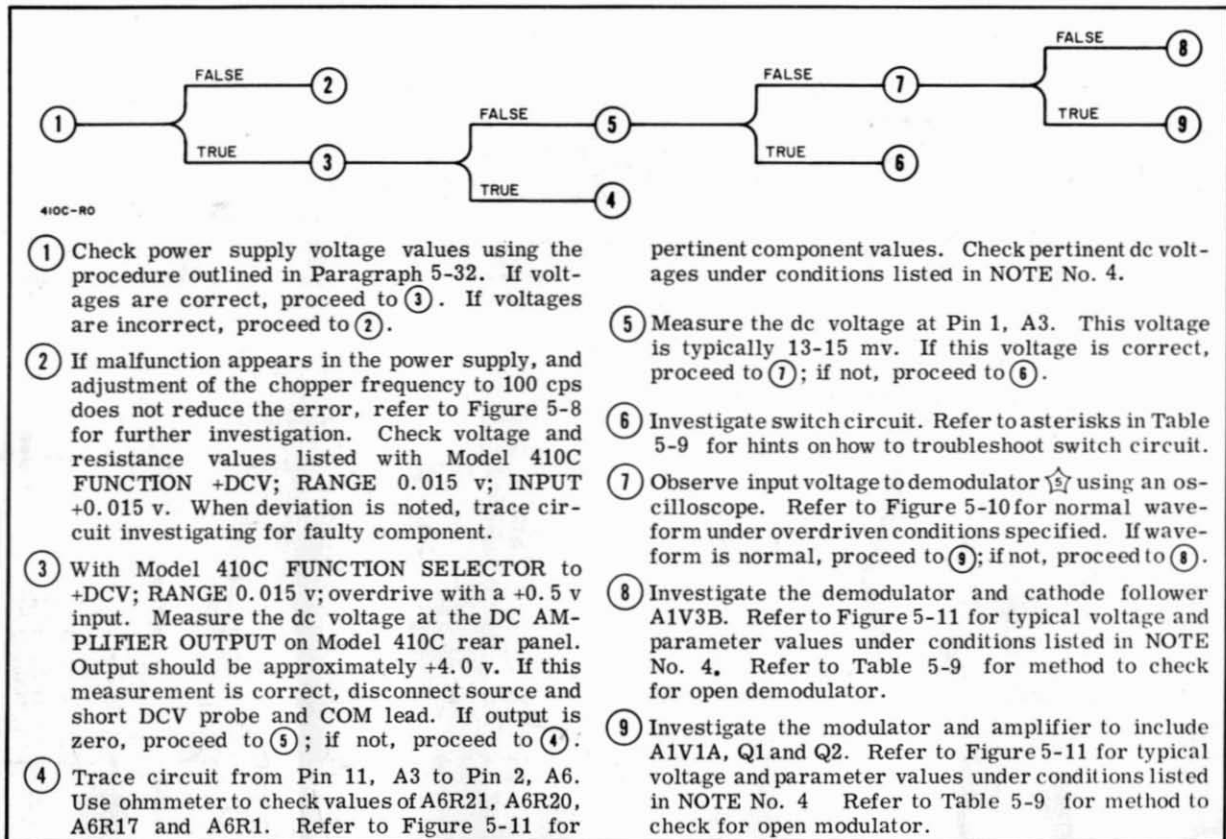 FALSE
2
1
TRUE
3
FALSE
5
TRUE
4
FALSE
7
TRUE
6
FALSE
8
TRUE
9
410C-RO
1 Check power supply voltage values using the
procedure outlined in Paragraph 5-32. If volt-
ages are correct, proceed to 3. If voltages
are incorrect, proceed to 2.
2 If malfunction appears in the power supply, and
adjustment of the chopper frequency to 100 cps
does not reduce the error, refer to Figure 5-8
for further investigation. Check voltage and
resistance values listed with Model 410C
FUNCTION +DCV; RANGE 0.015 v; INPUT
+0.015 v. When deviation is noted, trace cir-
cuit investigating for faulty component.
3 With Model 410C FUNCTION SELECTOR to
+DCV; RANGE 0.015 v; overdrive with a +0.5 v
input. Measure the dc voltage at the DC AM-
PLIFIER OUTPUT on Model 410C rear panel.
Output should be approximately +4.0 v. If this
measurement is correct, disconnect source and
short DCV probe and COM lead. If output is
zero, proceed to 5; if not, proceed to 4.
4 Trace circuit from Pin 11, A3 to Pin 2, A6.
Use ohmmeter to check values of A6R21, A6R20,
A6R17 and A6R1. Refer to Figure 5-11 for
pertinent component values. Check pertinent dc volt-
ages under conditions listed in NOTE No. 4.
5 Measure the dc voltage at Pin 1, A3. This voltage
is typically 13-15 mv. If this voltage is correct,
proceed to 7; if not, proceed to 6.
6 Investigate switch circuit. Refer to asterisks in Table
5-9 for hints on how to troubleshoot switch circuit.
7 Observe input voltage to demodulator 5 using an os-
cilloscope. Refer to Figure 5-10 for normal wave-
form under overdriven conditions specified. If wave-
form is normal, proceed to 9; if not, proceed to 8.
8 Investigate the demodulator and cathode follower
A1V3B. Refer to Figure 5-11 for typical voltage and
parameter values under conditions listed in NOTE
No. 4. Refer to Table 5-9 for method to check
for open demodulator.
9 Investigate the modulator and amplifier to include
A1V1A, Q1 and Q2. Refer to Figure 5-11 for typical
voltage and parameter values under conditions listed
in NOTE No. 4 Refer to Table 5-9 for method to
check for open modulator.